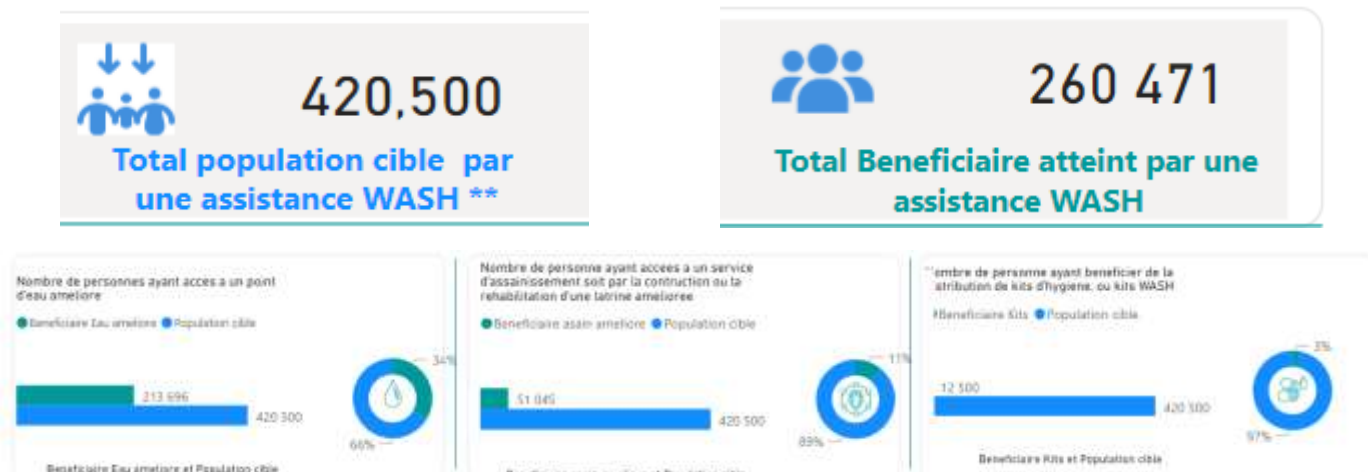 420,500
Total population cible par
une assistance WASH **
260 471
Total Beneficiaire atteint par une
assistance WASH
Nombre de personnes ayant acces a un point
d'eau ameliore
Beneficiaire Eau ameliore Population cible
34%
213 696
420 500
66%
Beneficiaire Eau ameliore et Population cible
Nombre de personne ayant accees a un service
d'assainissement soit par la contruction ou la
rehabilitation d'une latrine amelioree
Beneficiaire assain ameliore Population cible
11%
51 045
420 500
89%
ombre de personne ayant beneficier de la
atribution de kits d'hygiene, ou kits WASH
Beneficiaire Kits Population cible
3%
12 500
420 500
97%
Beneficiaire Kits et Population cible